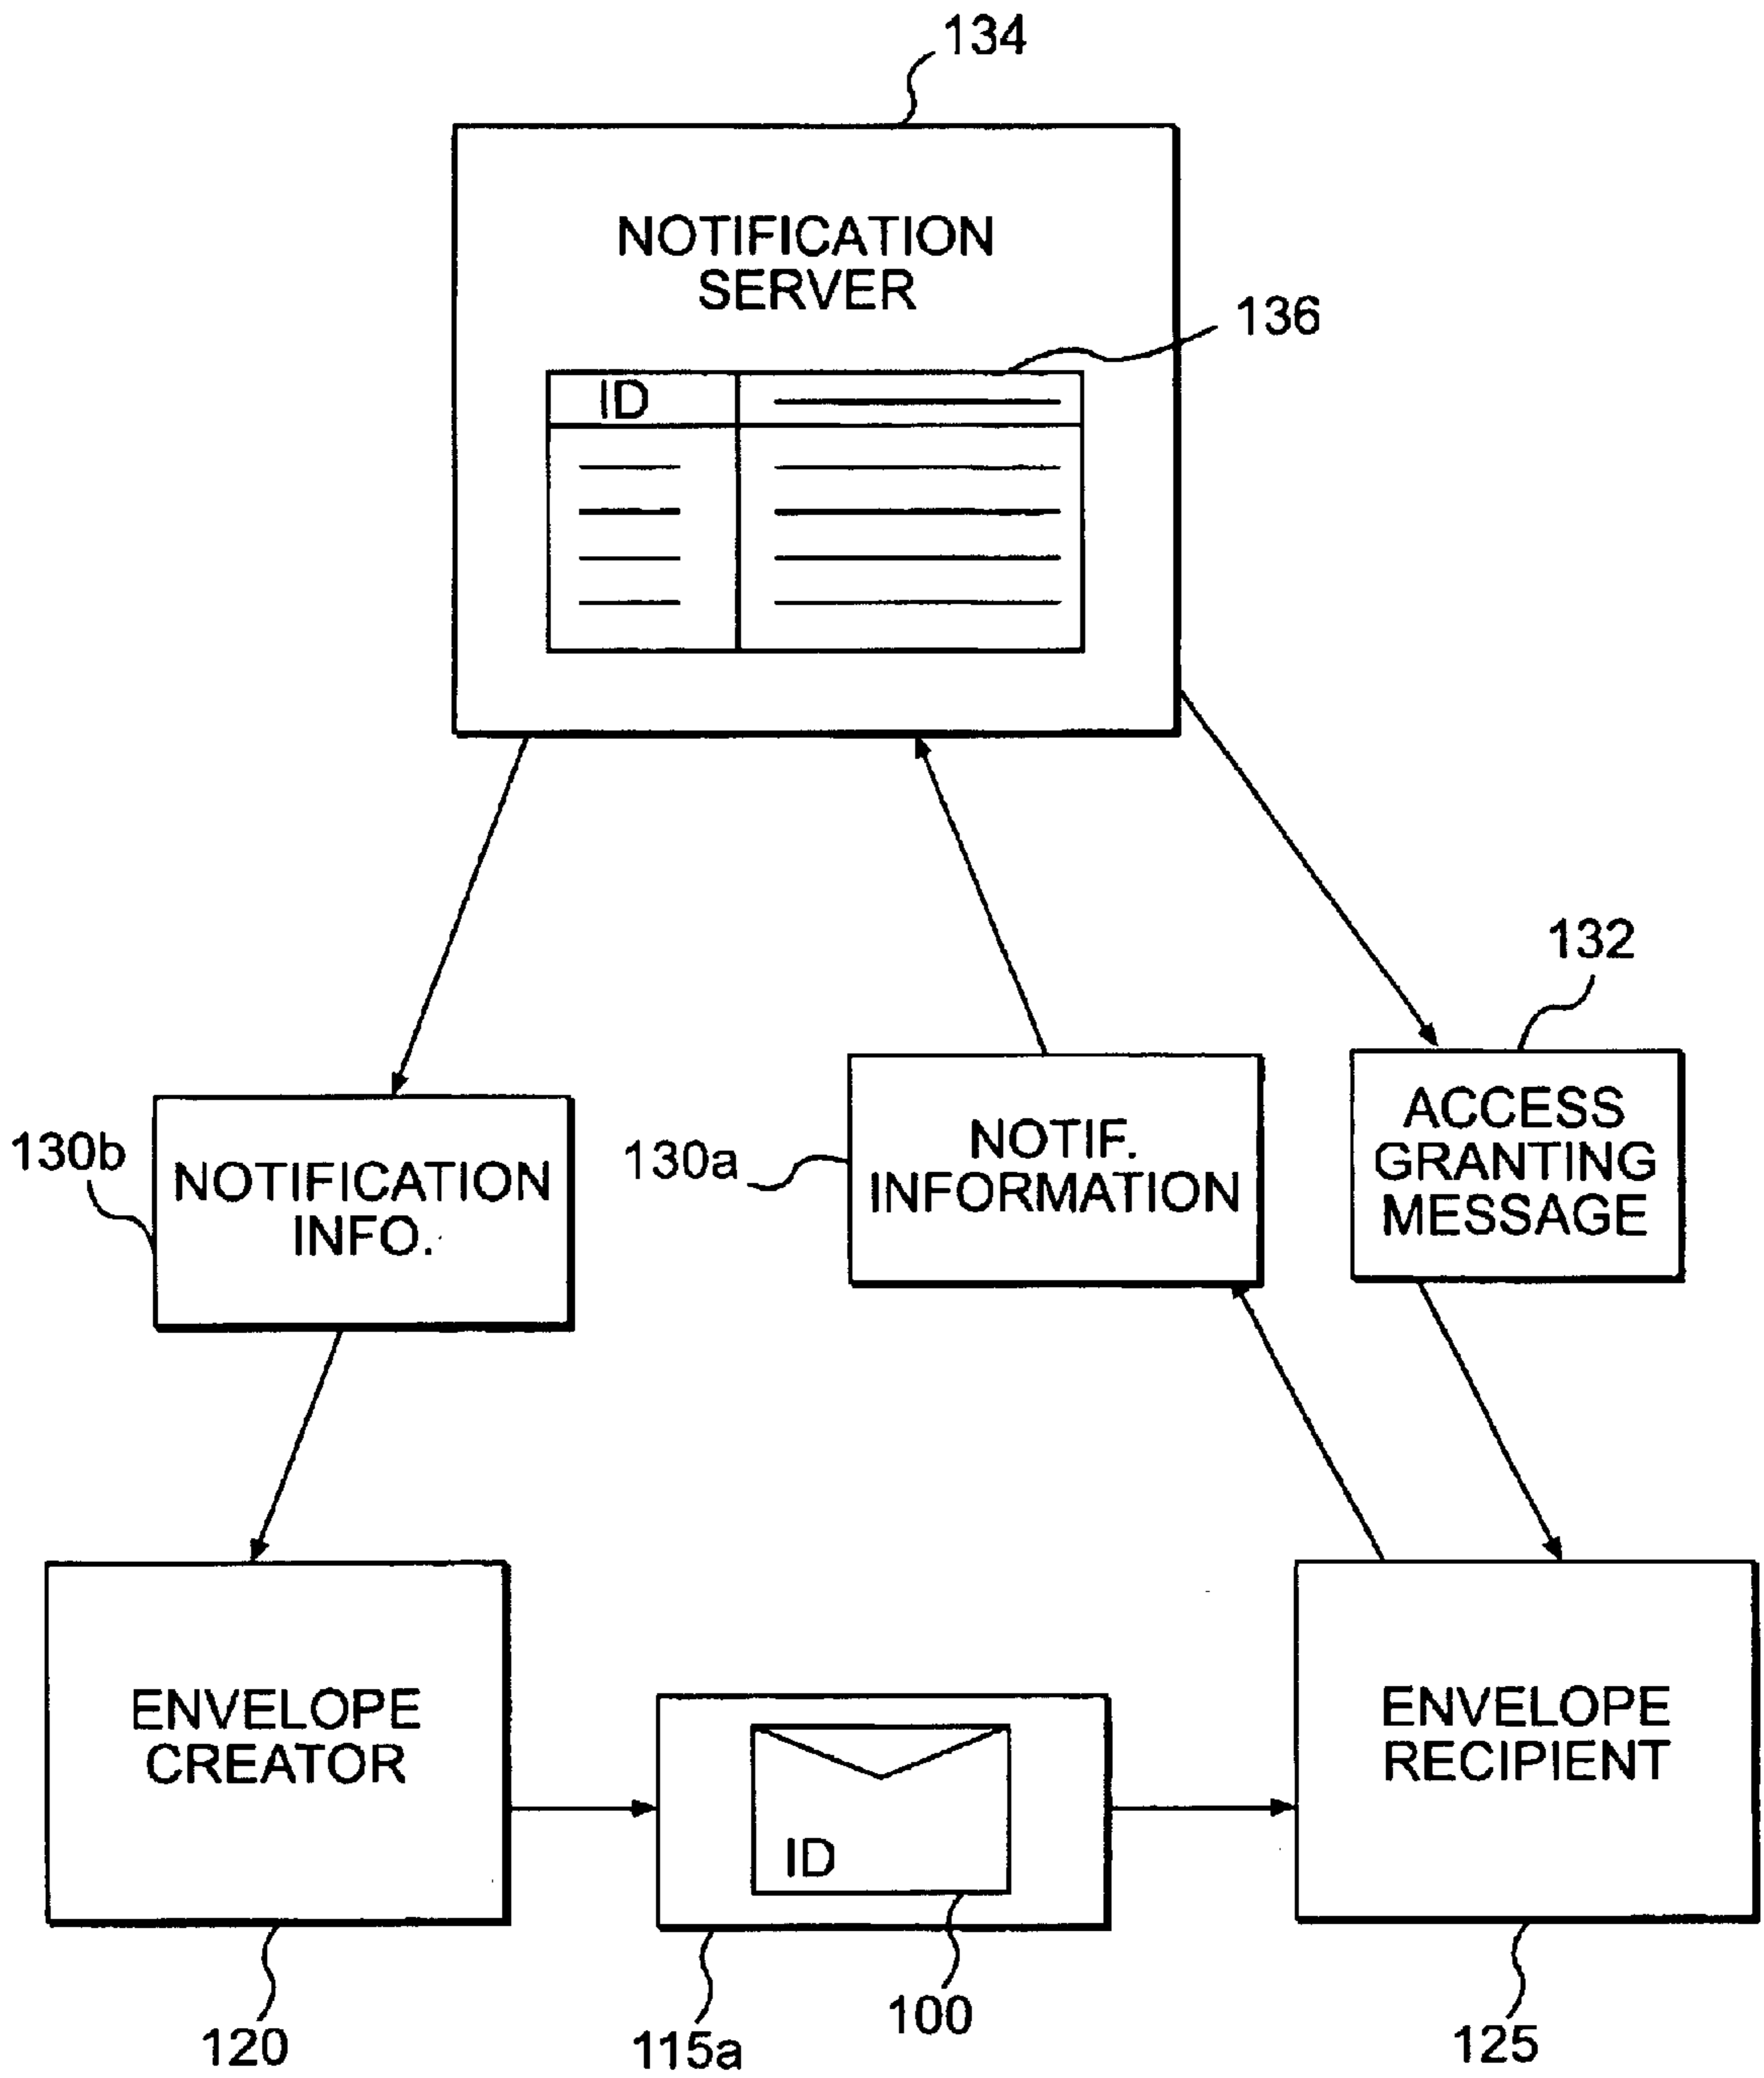 134
NOTIFICATION
SERVER
136
ID
132
130b
NOTIFICATION
INFO.
130a
NOTIF.
INFORMATION
ACCESS
GRANTING
MESSAGE
ENVELOPE
CREATOR
ID
ENVELOPE
RECIPIENT
120
115a
100
125